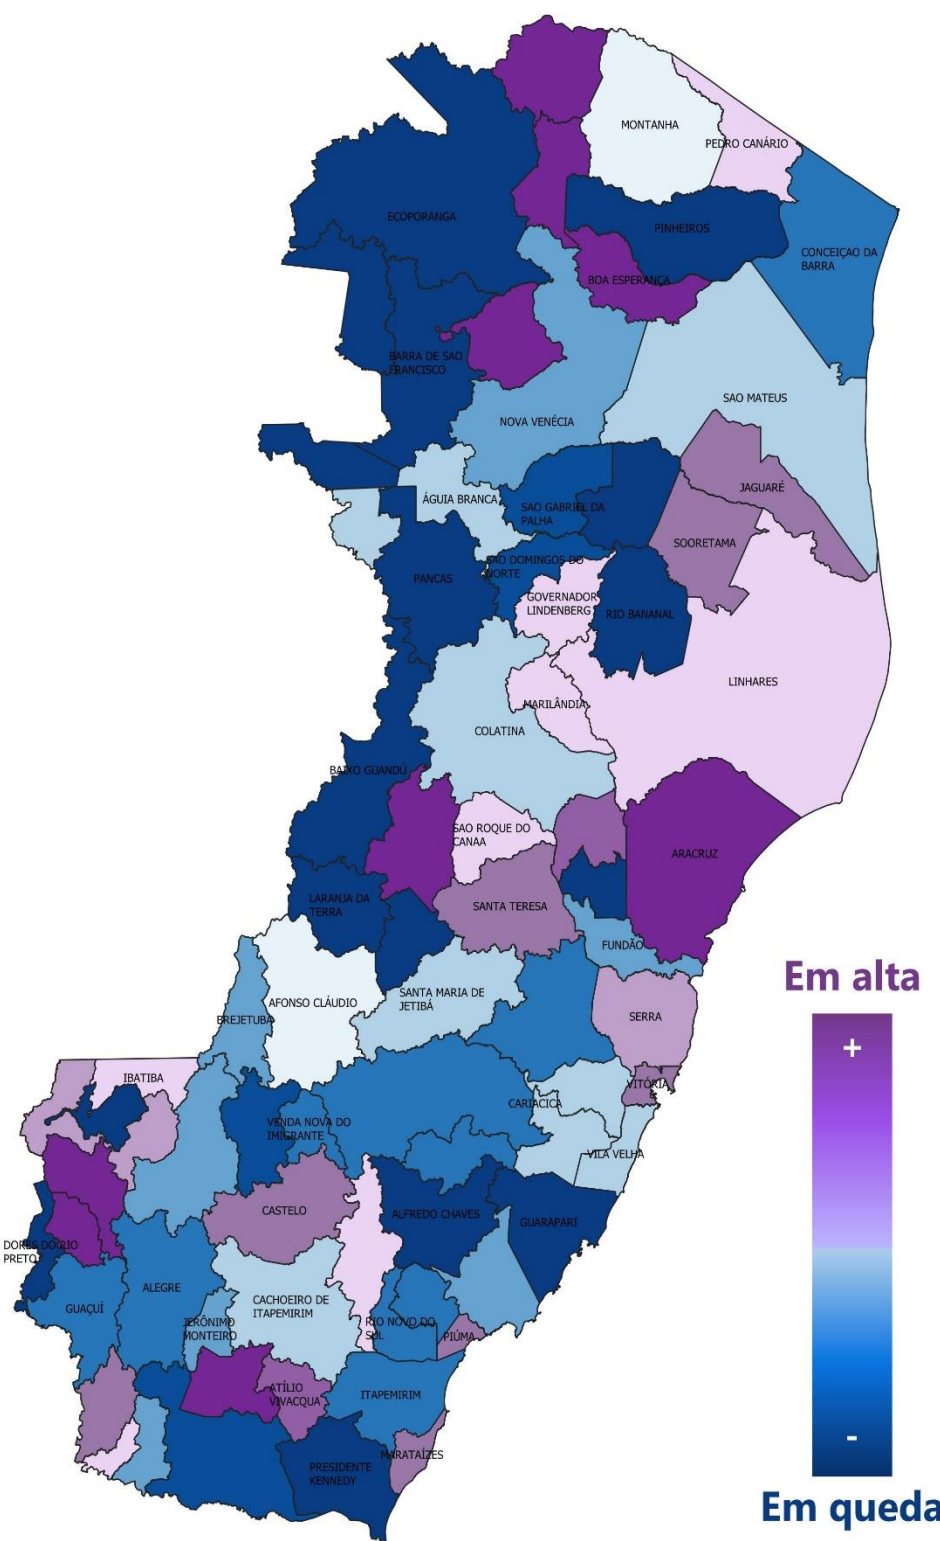 MONTANHA
PEDRO CANÁRIO
ECOPORANGA
PINHEIROS
CONCEIÇAO DA
BARRA
BOA ESPERANÇA
BARRA DE SAO
FRANCISCO
SAO MATEUS
NOVA VENÉCIA
JAGUARÉ
ÁGUIA BRANCA
SAO GABRIEL DA
PALHA
SOORETAMA
SAO DOMINGOS DO
NORTE
PANCAS
GOVERNADOR
LINDENBERG
RIO BANANAL
LINHARES
MARILÂNDIA
COLATINA
BAIXO GUANDÚ
SAO ROQUE DO
CANAA
ARACRUZ
LARANJA DA
TERRA
SANTA TERESA
FUNDÃO
Em alta
SANTA MARIA DE
JETIBÁ
AFONSO CLÁUDIO
BREJETUBA
SERRA
+
IBATIBA
VITÓRIA
CARIACICA
VENDA NOVA DO
IMIGRANTE
VILA VELHA
CASTELO
ALFREDO CHAVES
GUARAPARI
DORES DO RIO
PRETO
ALEGRE
CACHOEIRO DE
ITAPEMIRIM
GUAÇUÍ
JERÔNIMO
MONTEIRO
RIO NOVO DO
SUL
PIÚMA
ATÍLIO
VIVACQUA
ITAPEMIRIM
-
MARATAÍZES
PRESIDENTE
KENNEDY
Em queda